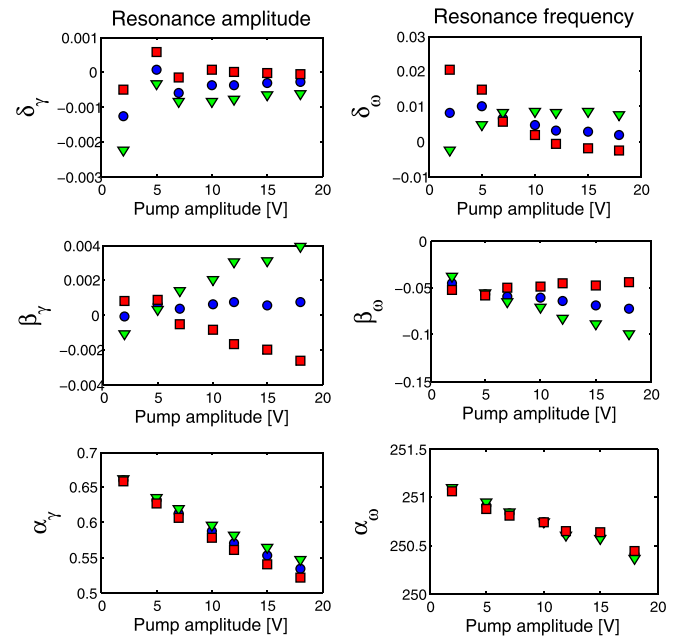 Resonance amplitude
Resonance frequency
0.001
0
−0.001
−0.002
−0.003
δγ
0 5 10 15 20
Pump amplitude [V]
0.03
0.02
0.01
0
−0.01
δω
0 5 10 15 20
Pump amplitude [V]
0.004
0.002
0
−0.002
−0.004
βγ
0 5 10 15 20
Pump amplitude [V]
0
−0.05
−0.1
−0.15
βω
0 5 10 15 20
Pump amplitude [V]
0.7
0.65
0.6
0.55
0.5
αγ
0 5 10 15 20
Pump amplitude [V]
251.5
251
250.5
250
αω
0 5 10 15 20
Pump amplitude [V]